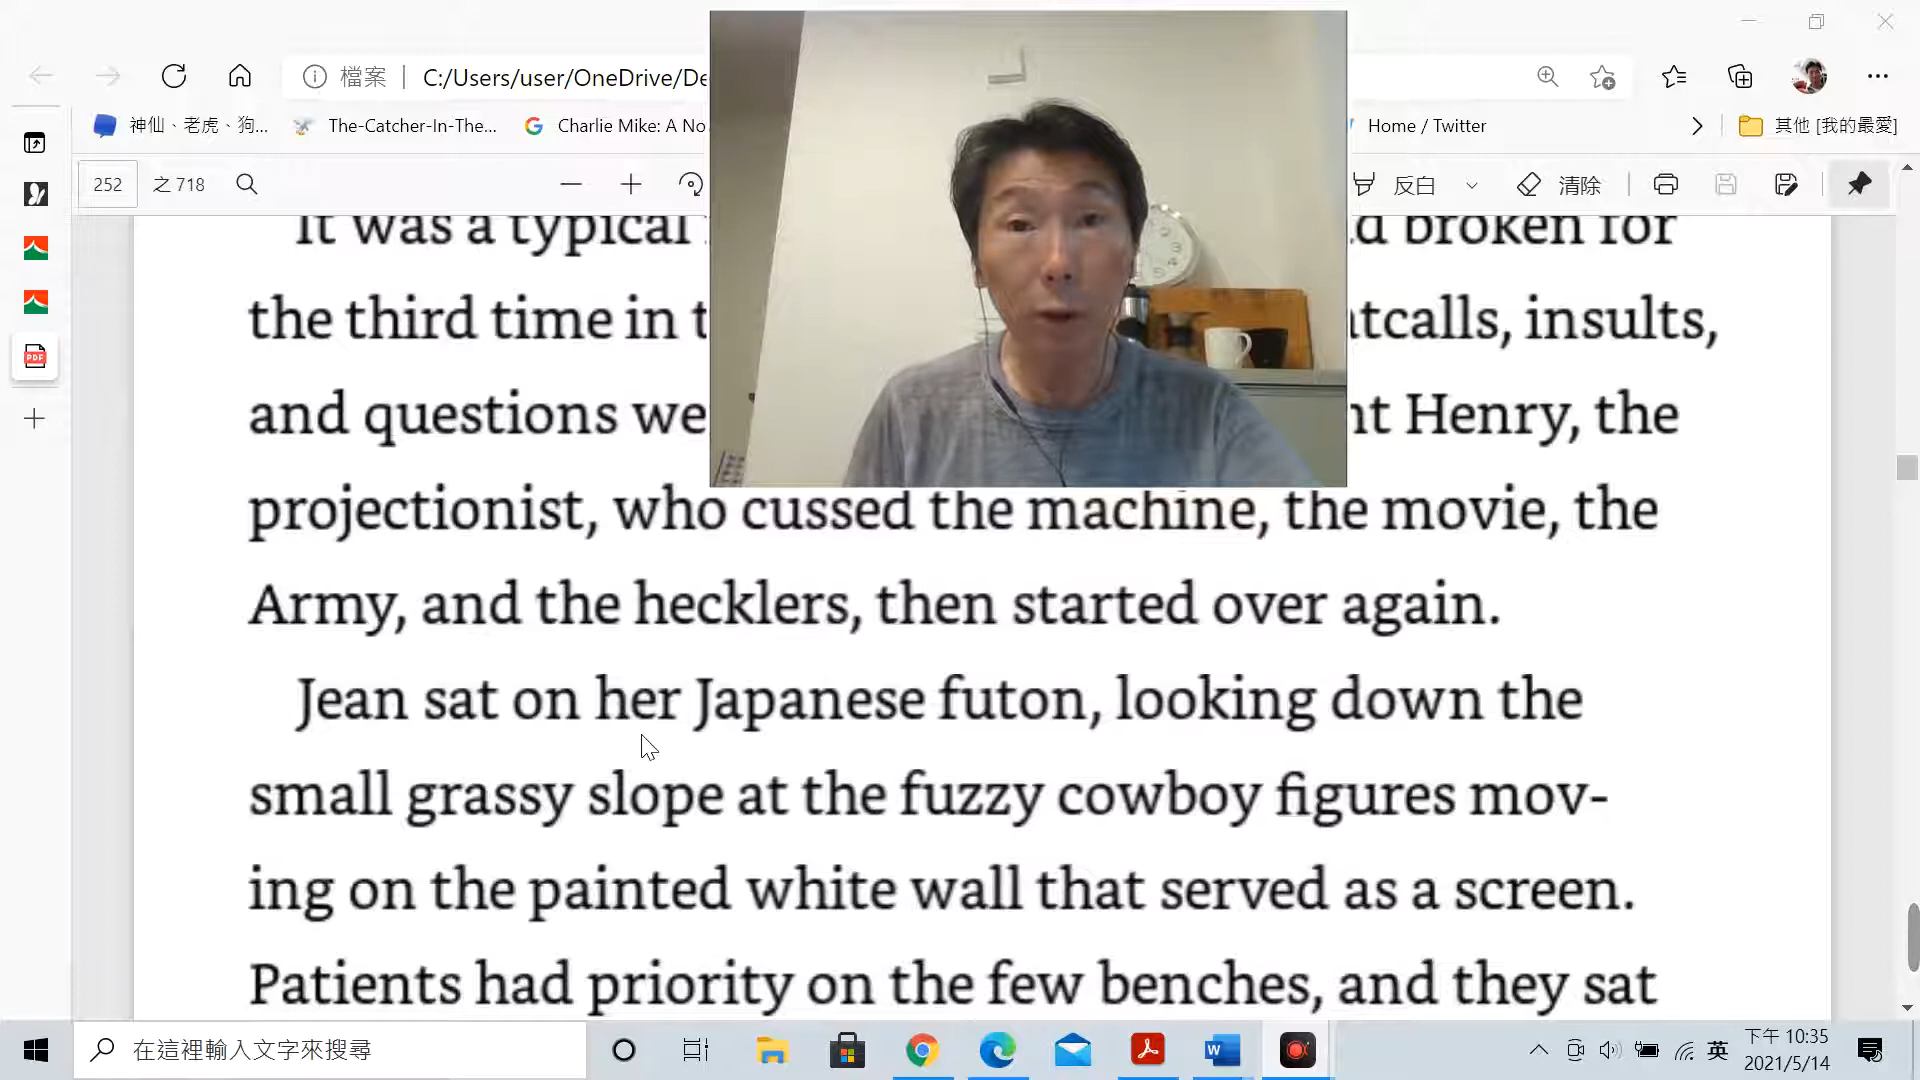 檔案 | C:/Users/user/OneDrive/De
神仙、老虎、狗... The-Catcher-In-The... Charlie Mike: A No Home / Twitter 其他 [我的最愛]
252 之 718 反白 清除
It was a typical d broken for
the third time in t atcalls, insults,
and questions we nt Henry, the
projectionist, who cussed the machine, the movie, the
Army, and the hecklers, then started over again.
Jean sat on her Japanese futon, looking down the
small grassy slope at the fuzzy cowboy figures mov-
ing on the painted white wall that served as a screen.
Patients had priority on the few benches, and they sat
在這裡輸入文字來搜尋 英 下午 10:35
2021/5/14